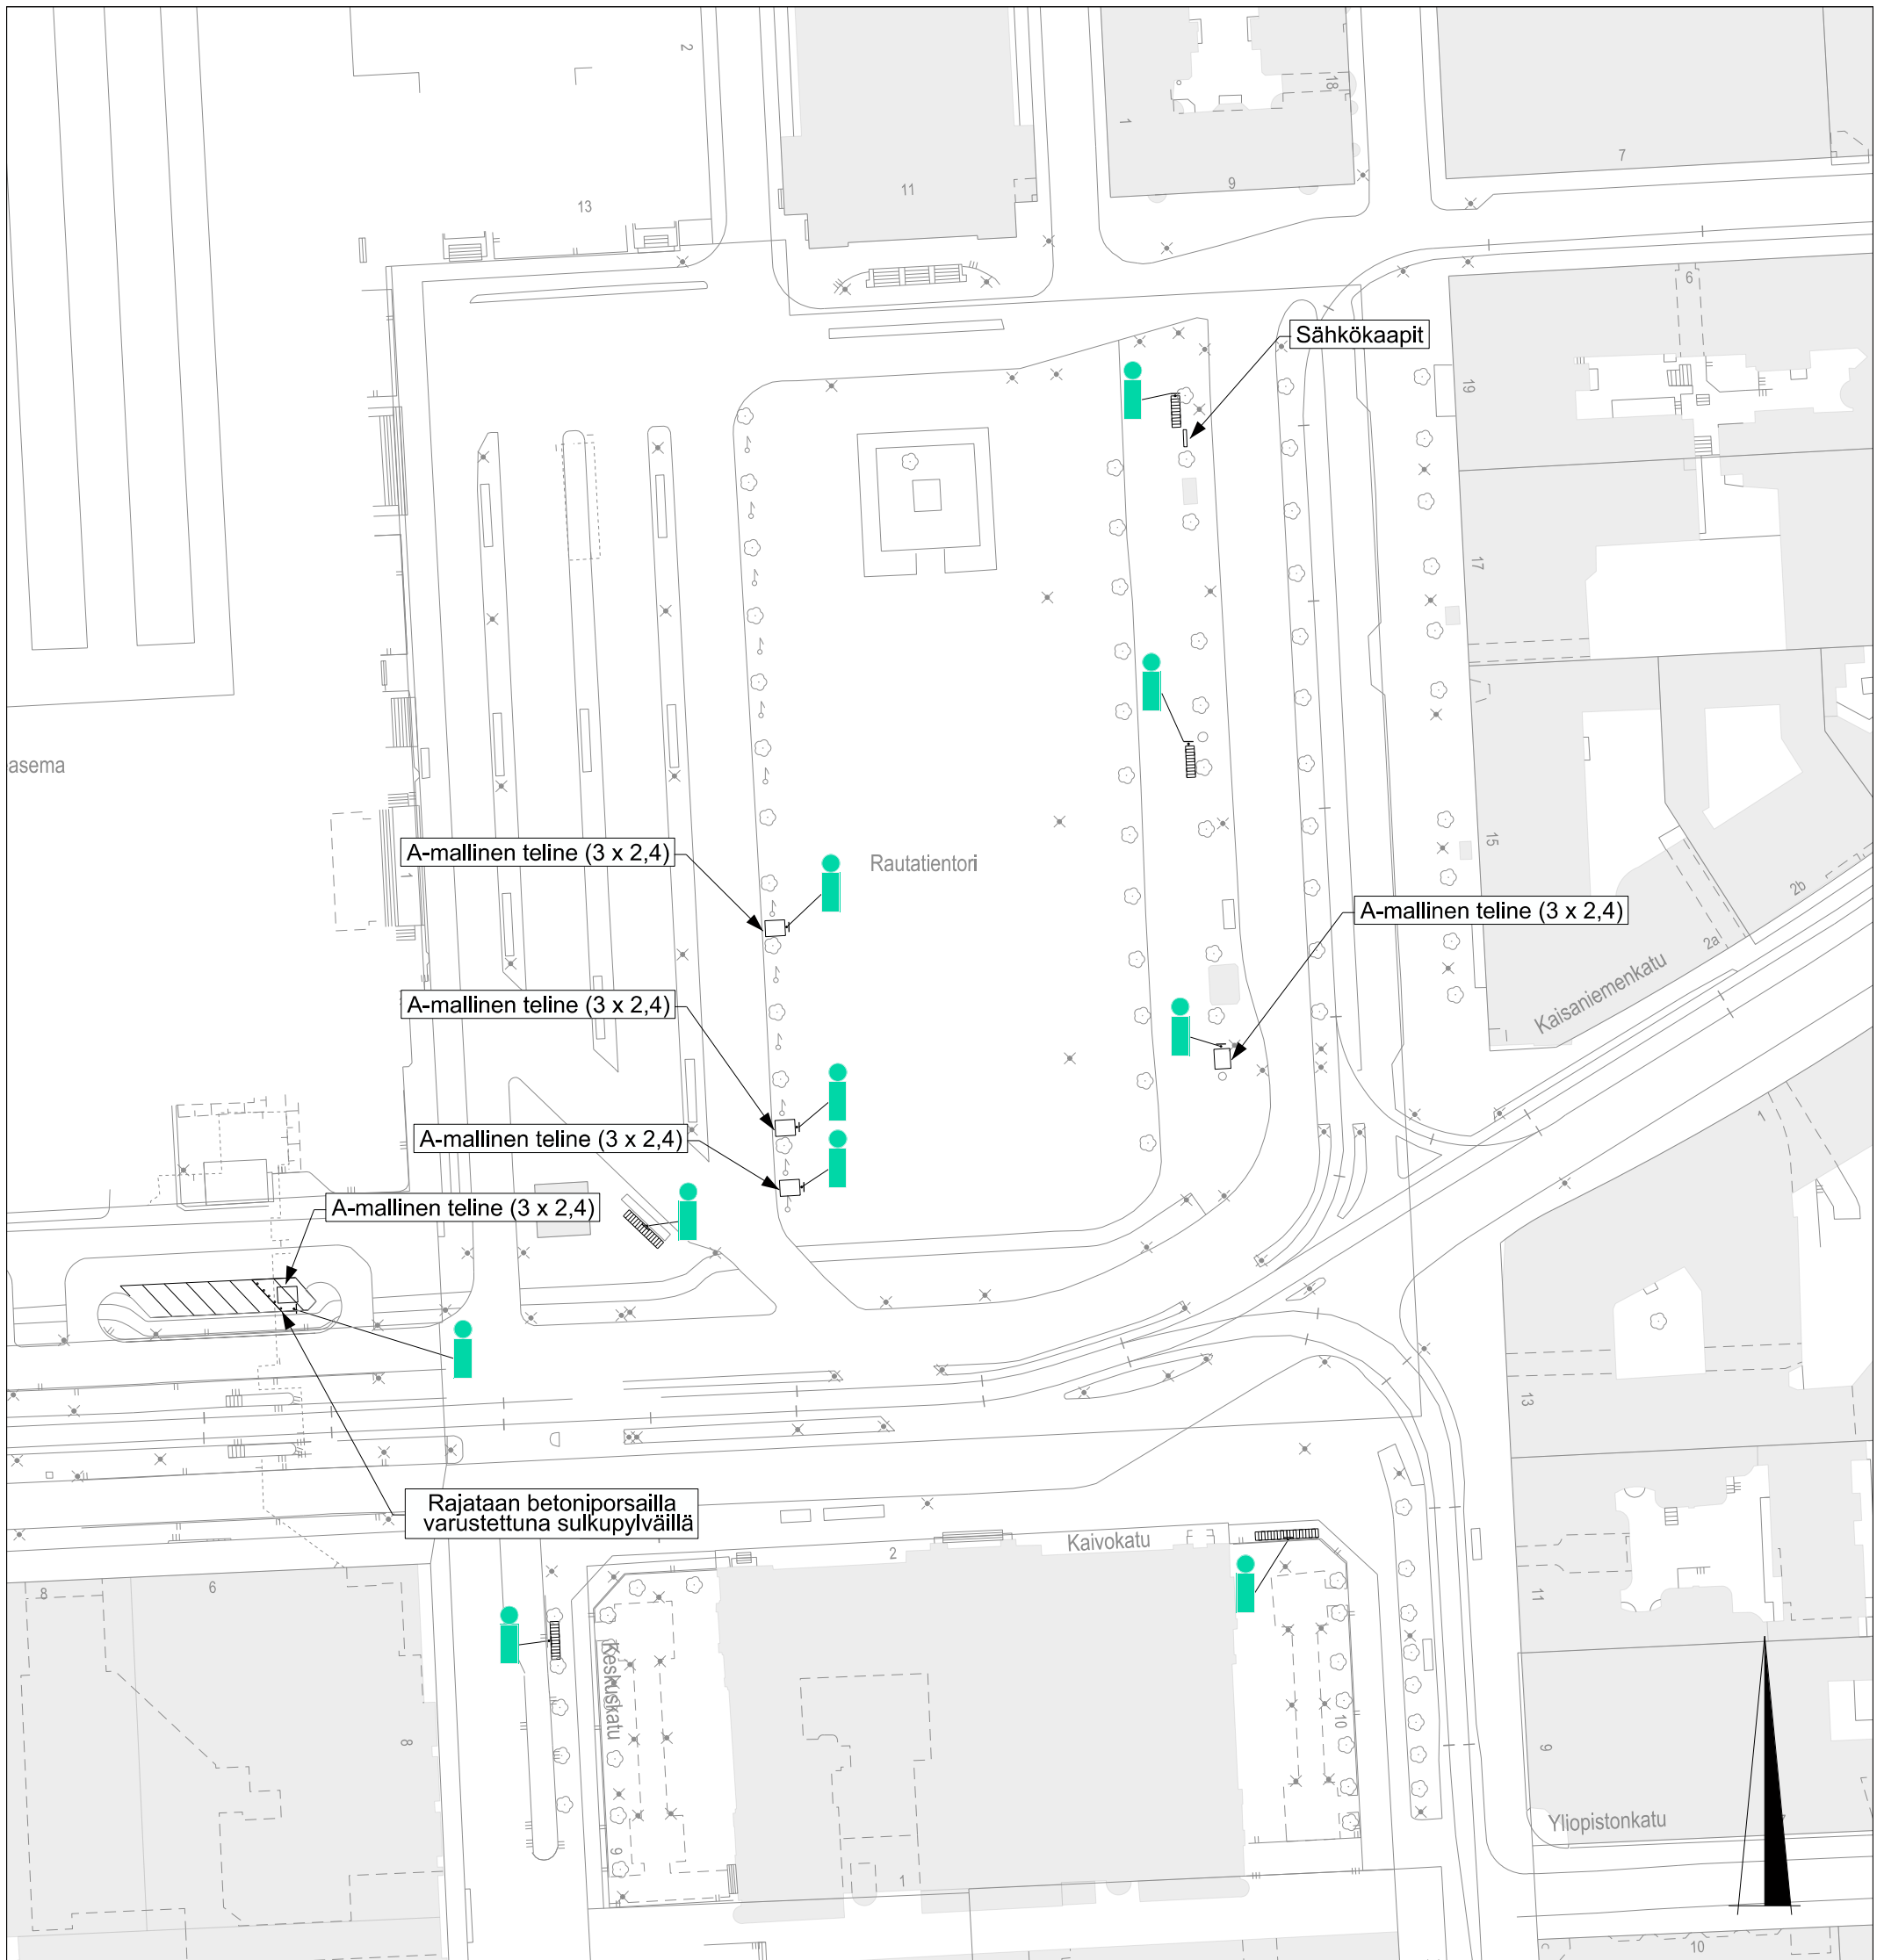 2
18
1
7
13
11
9
6
Sähkökaapit
19
17
asema
A-mallinen teline (3 x 2,4)
Rautatientori
15
1
2b
A-mallinen teline (3 x 2,4)
2a
Kaisaniemenkatu
A-mallinen teline (3 x 2,4)
1
A-mallinen teline (3 x 2,4)
A-mallinen teline (3 x 2,4)
13
Rajataan betoniporsailla
varustettuna sulkupylväillä
Kaivokatu
2
8
6
11
Keskuskatu
10
8
9
Yliopistonkatu
9
1
10